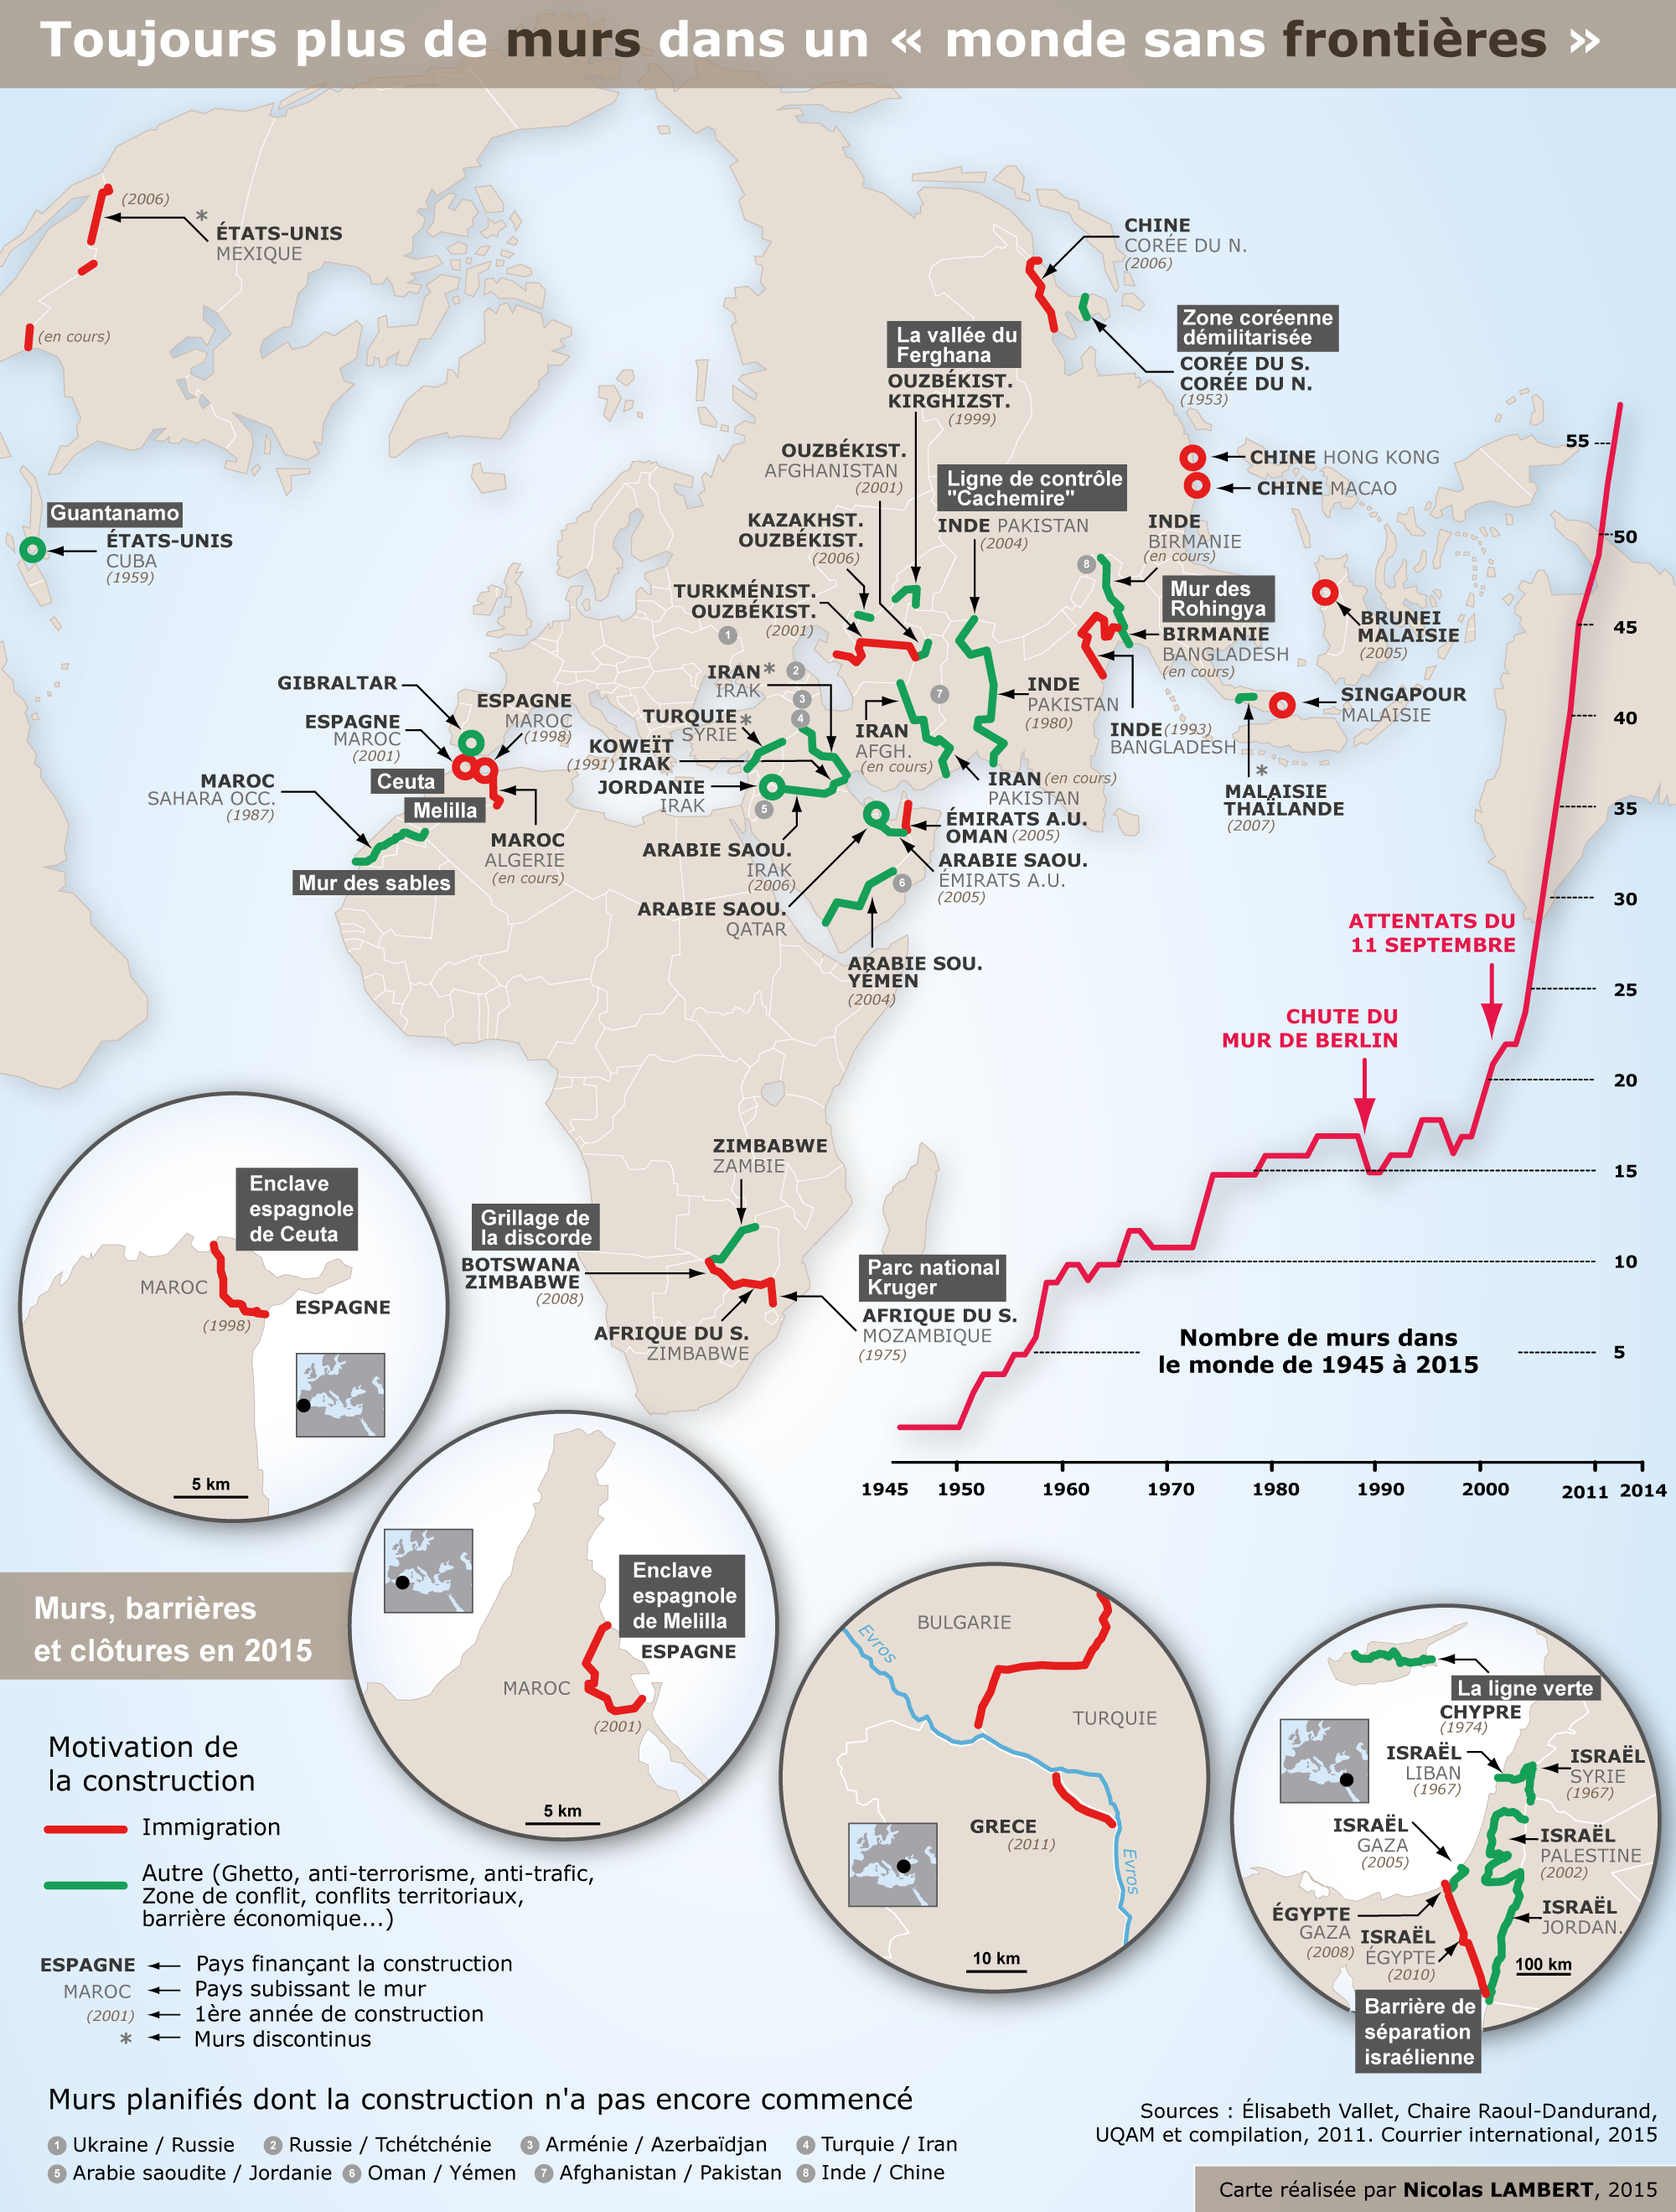 Toujours plus de murs dans un « monde sans frontières »
(2006)
*
ÉTATS-UNIS
MEXIQUE
(en cours)
CHINE
CORÉE DU N.
(2006)
Zone coréenne
démilitarisée
CORÉE DU S.
CORÉE DU N.
(1953)
La vallée du
Ferghana
OUZBÉKIST.
KIRGHIZST.
(1999)
OUZBÉKIST.
AFGHANISTAN
(2001)
Ligne de contrôle
"Cachemire"
INDE PAKISTAN
(2004)
CHINE HONG KONG
CHINE MACAO
Guantanamo
ÉTATS-UNIS
CUBA
(1959)
KAZAKHST.
OUZBÉKIST.
(2006)
INDE
BIRMANIE
(en cours)
8
Mur des
Rohingya
BIRMANIE
BANGLADESH
(en cours)
BRUNEI
MALAISIE
(2005)
TURKMÉNIST.
OUZBÉKIST.
(2001)
1
IRAN*
IRAK
2
3
4
7
GIBRALTAR
ESPAGNE
MAROC
(2001)
ESPAGNE
MAROC
(1998)
TURQUIE*
SYRIE
KOWEÏT
(1991) IRAK
JORDANIE
IRAK
5
IRAN
AFGH.
(en cours)
INDE
PAKISTAN
(1980)
INDE (1993)
BANGLADESH
SINGAPOUR
MALAISIE
IRAN (en cours)
PAKISTAN
*
MALAISIE
THAÏLANDE
(2007)
MAROC
SAHARA OCC.
(1987)
Ceuta
Melilla
MAROC
ALGERIE
(en cours)
Mur des sables
ARABIE SAOU.
IRAK
(2006)
ARABIE SAOU.
QATAR
ÉMIRATS A.U.
OMAN (2005)
ARABIE SAOU.
ÉMIRATS A.U.
(2005)
6
ARABIE SOU.
YÉMEN
(2004)
ZIMBABWE
ZAMBIE
Grillage de
la discorde
BOTSWANA
ZIMBABWE
(2008)
AFRIQUE DU S.
ZIMBABWE
Parc national
Kruger
AFRIQUE DU S.
MOZAMBIQUE
(1975)
55
50
45
40
35
30
25
20
15
10
5
ATTENTATS DU
11 SEPTEMBRE
CHUTE DU
MUR DE BERLIN
Nombre de murs dans
le monde de 1945 à 2015
1945 1950 1960 1970 1980 1990 2000 2011 2014
Enclave
espagnole
de Ceuta
MAROC
ESPAGNE
(1998)
5 km
Enclave
espagnole
de Melilla
ESPAGNE
MAROC
(2001)
5 km
BULGARIE
Evros
TURQUIE
GRECE
(2011)
Evros
10 km
La ligne verte
CHYPRE
(1974)
ISRAËL
LIBAN
(1967)
ISRAËL
SYRIE
(1967)
ISRAËL
GAZA
(2005)
ISRAËL
PALESTINE
(2002)
ÉGYPTE
GAZA
(2008)
ISRAËL
ÉGYPTE
(2010)
ISRAËL
JORDAN.
100 km
Barrière de
séparation
israélienne
Murs, barrières
et clôtures en 2015
Motivation de
la construction
Immigration
Autre (Ghetto, anti-terrorisme, anti-trafic,
Zone de conflit, conflits territoriaux,
barrière économique...)
ESPAGNE Pays finançant la construction
MAROC Pays subissant le mur
(2001) 1ère année de construction
* Murs discontinus
Murs planifiés dont la construction n'a pas encore commencé
1 Ukraine / Russie 2 Russie / Tchétchénie 3 Arménie / Azerbaïdjan 4 Turquie / Iran
5 Arabie saoudite / Jordanie 6 Oman / Yémen 7 Afghanistan / Pakistan 8 Inde / Chine
Sources : Élisabeth Vallet, Chaire Raoul-Dandurand,
UQAM et compilation, 2011. Courrier international, 2015
Carte réalisée par Nicolas LAMBERT, 2015